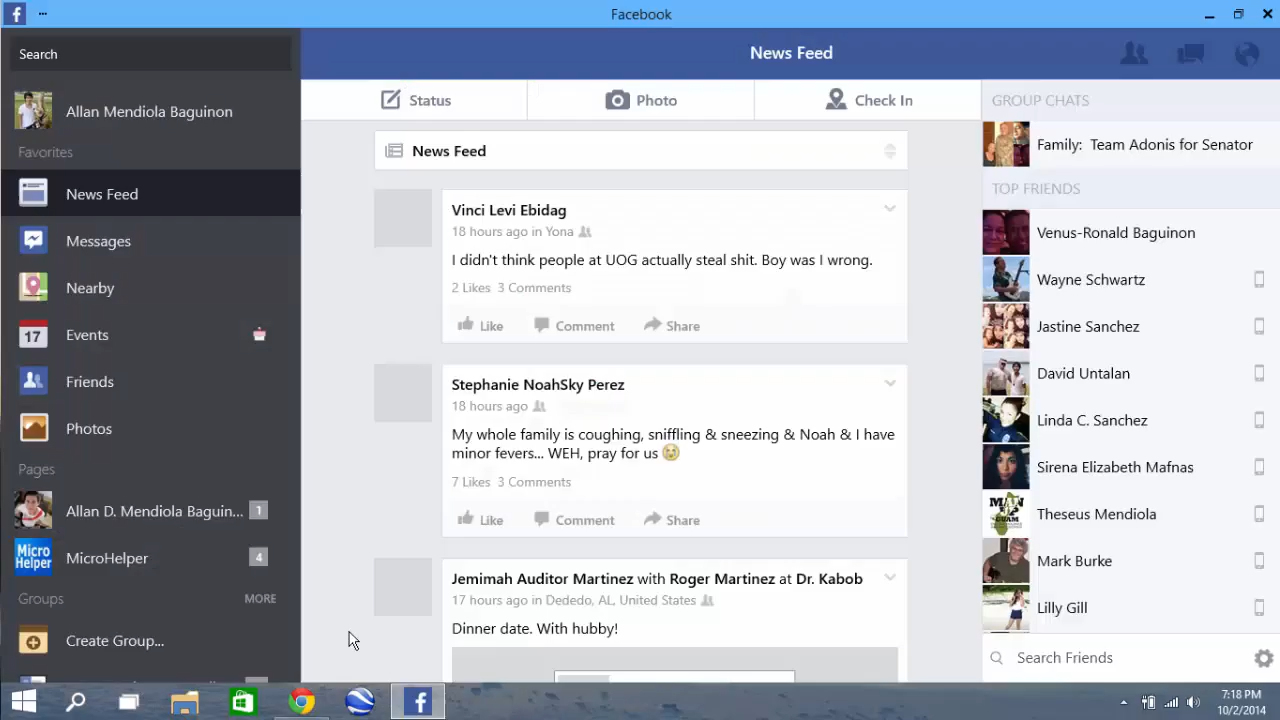 Facebook
Search
Allan Mendiola Baguinon
Favorites
News Feed
Messages
Nearby
17 Events
Friends
Photos
Pages
Allan D. Mendiola Baguin... 1
Micro Helper MicroHelper 4
Groups MORE
Create Group...
News Feed
Status Photo Check In
News Feed
Vinci Levi Ebidag
18 hours ago in Yona
I didn't think people at UOG actually steal shit. Boy was I wrong.
2 Likes 3 Comments
Like Comment Share
Stephanie NoahSky Perez
18 hours ago
My whole family is coughing, sniffling & sneezing & Noah & I have
minor fevers... WEH, pray for us
7 Likes 3 Comments
Like Comment Share
Jemimah Auditor Martinez with Roger Martinez at Dr. Kabob
17 hours ago in Dededo, AL, United States
Dinner date. With hubby!
GROUP CHATS
Family: Team Adonis for Senator
TOP FRIENDS
Venus-Ronald Baguinon
Wayne Schwartz
Jastine Sanchez
David Untalan
Linda C. Sanchez
Sirena Elizabeth Mafnas
Theseus Mendiola
Mark Burke
Lilly Gill
Search Friends
7:18 PM
10/2/2014